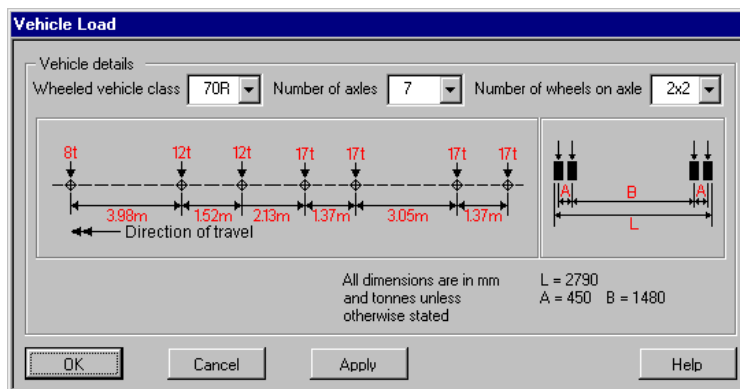 Vehicle Load
Vehicle details
Wheeled vehicle class 70R Number of axles 7 Number of wheels on axle 2x2
8t 12t 12t 17t 17t 17t 17t
3.98m 1.52m 2.13m 1.37m 3.05m 1.37m
Direction of travel
A B A
L
All dimensions are in mm
and tonnes unless
otherwise stated
L = 2790
A = 450 B = 1480
OK Cancel Apply Help